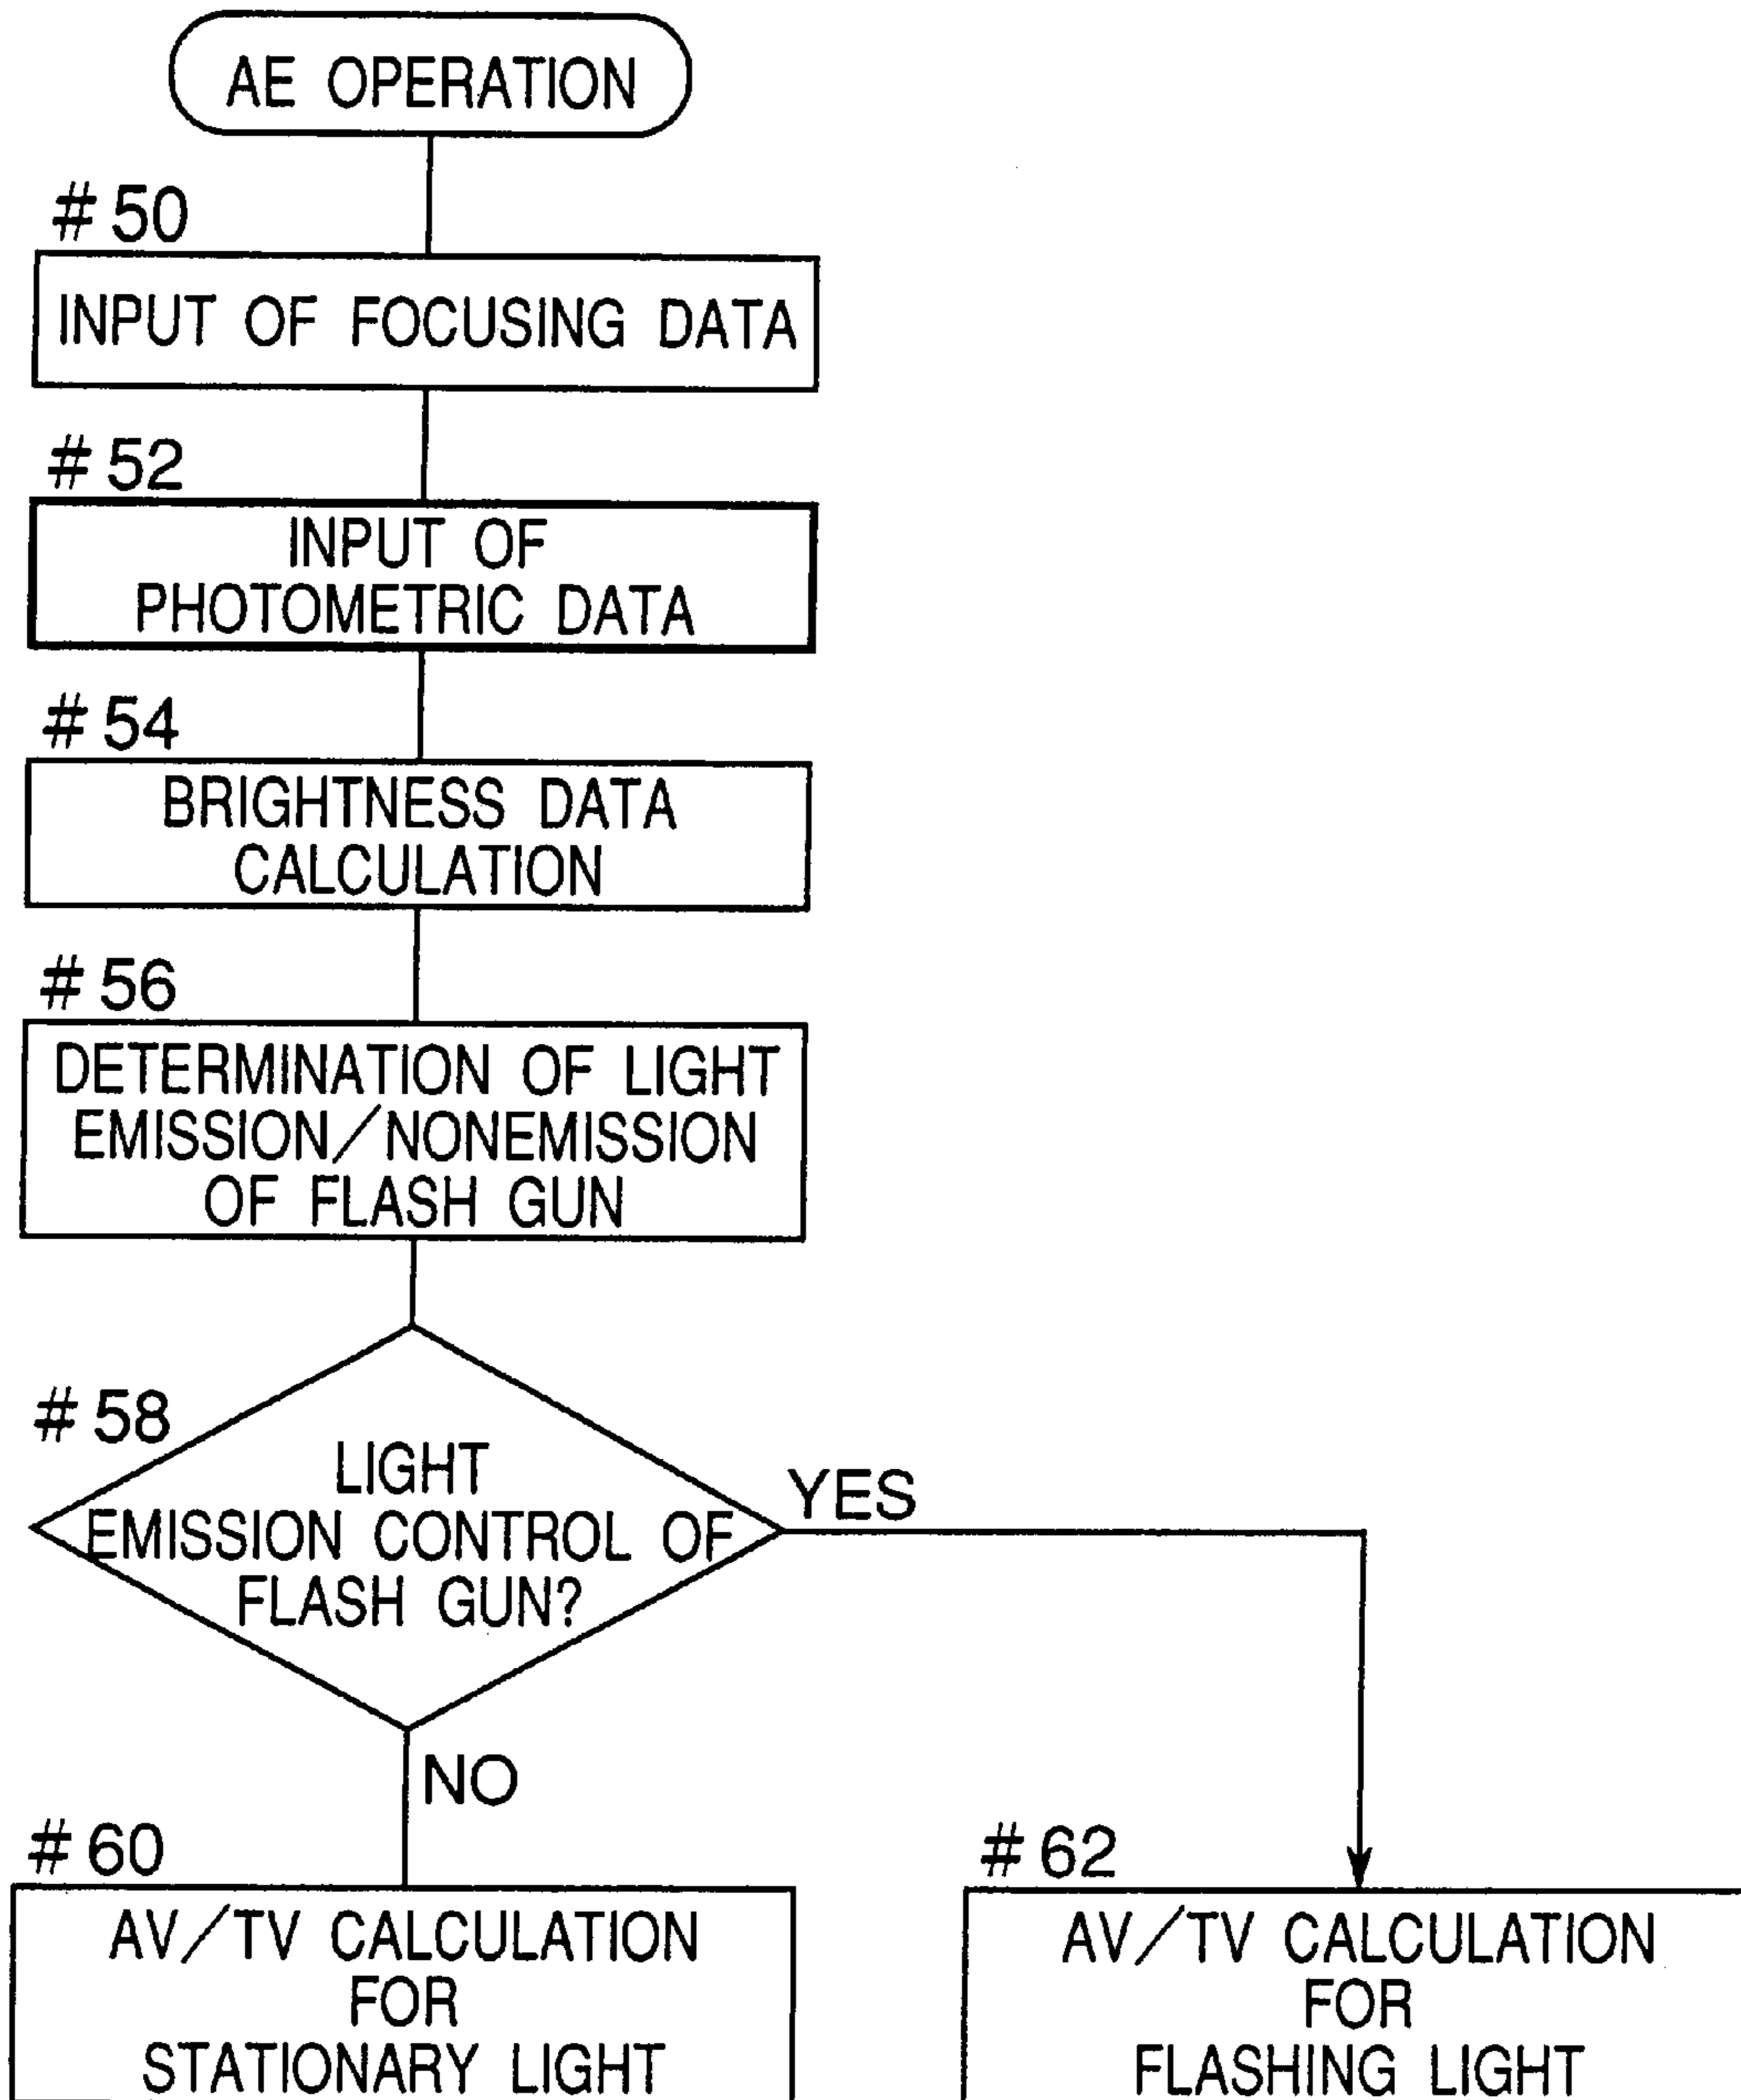 AE OPERATION
#50
INPUT OF FOCUSING DATA
#52
INPUT OF
PHOTOMETRIC DATA
#54
BRIGHTNESS DATA
CALCULATION
#56
DETERMINATION OF LIGHT
EMISSION/NONEMISSION
OF FLASH GUN
#58
LIGHT
EMISSION CONTROL OF
FLASH GUN?
YES
NO
#60
AV/TV CALCULATION
FOR
STATIONARY LIGHT
#62
AV/TV CALCULATION
FOR
FLASHING LIGHT